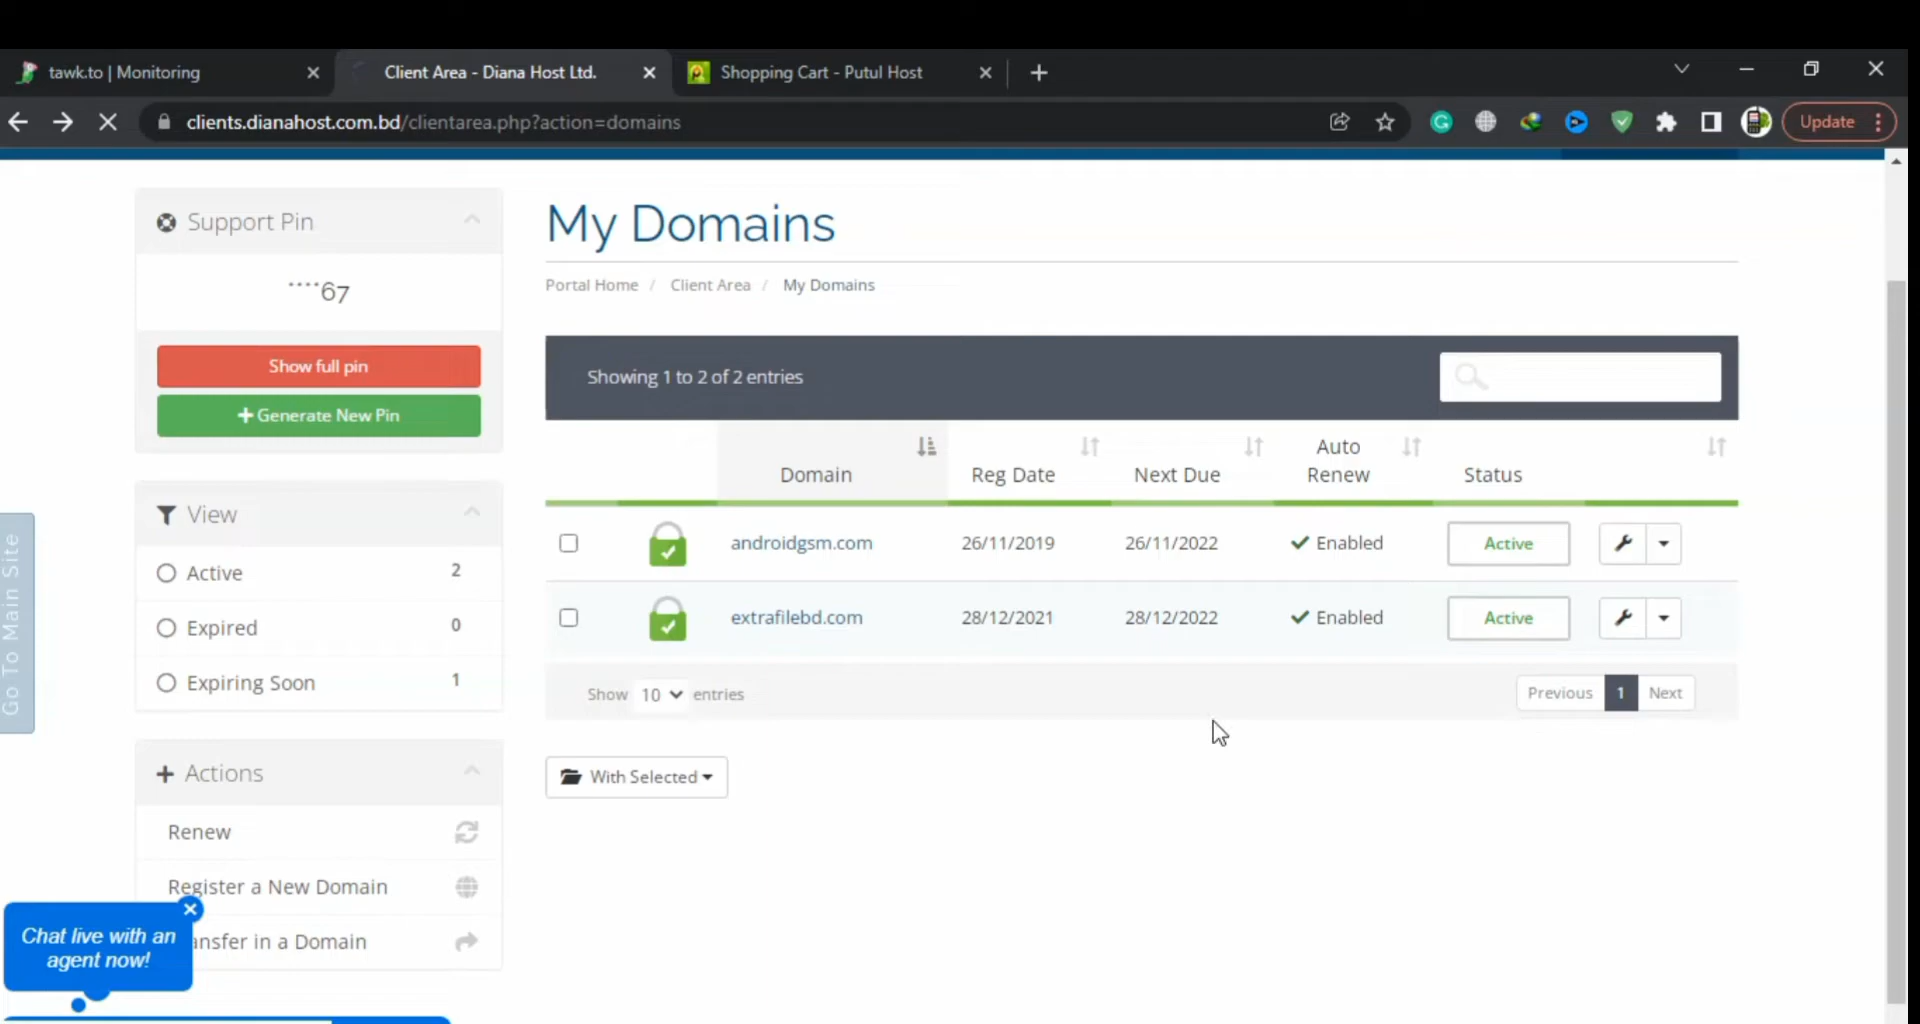 tawk.to | Monitoring
Client Area - Diana Host Ltd.
Shopping Cart - Putul Host
clients.dianahost.com.bd/clientarea.php?action=domains
Update
Support Pin
****67
Show full pin
Generate New Pin
View
Active 2
Expired 0
Expiring Soon 1
Actions
Renew
Register a New Domain
ansfer in a Domain
Chat live with an
agent now!
Go To Main Site
My Domains
Portal Home / Client Area / My Domains
Showing 1 to 2 of 2 entries
Domain Reg Date Next Due Auto Renew Status
androidgsm.com 26/11/2019 26/11/2022 Enabled Active
extrafilebd.com 28/12/2021 28/12/2022 Enabled Active
Show 10 entries
Previous 1 Next
With Selected